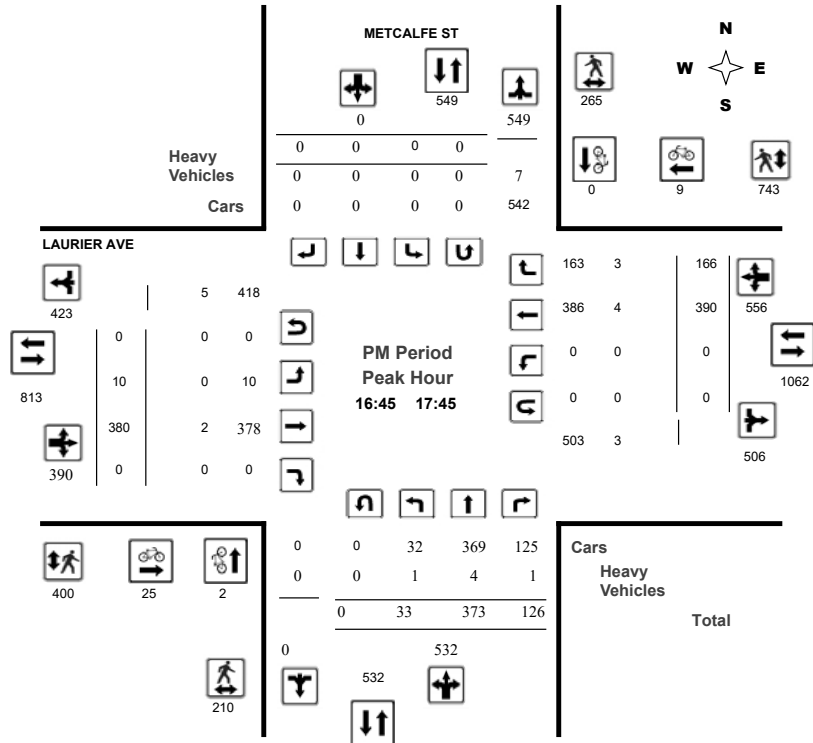 METCALFE ST
N
W E
S
549
265
0 549
0 0 0 0
Heavy
Vehicles
0 0 0 0 7
0 9 743
Cars 0 0 0 0 542
LAURIER AVE
423
5 418
163 3 166
556
386 4 390
0 0
0
813
10 0 10
380 2 378
390
0 0 0
PM Period
Peak Hour
16:45 17:45
0 0 0
1062
0 0 0
503 3
506
400 25 2
0 0 32 369 125 Cars
0 0 1 4 1 Heavy
Vehicles
0 33 373 126 Total
0 532
532
210